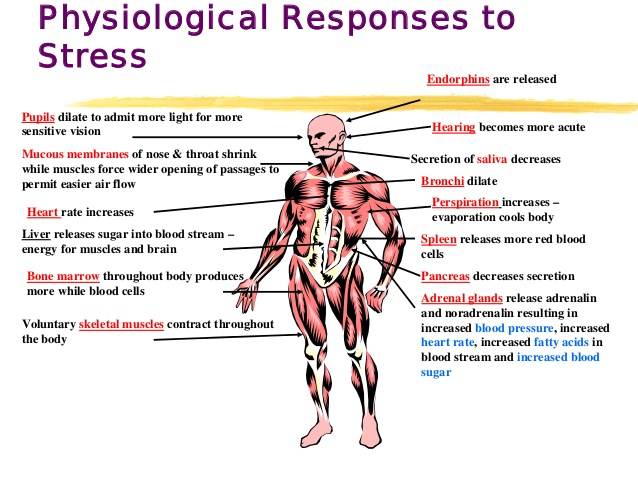 Physiological Responses to
Stress
Endorphins are released
Pupils dilate to admit more light for more
sensitive vision
Hearing becomes more acute
Mucous membranes of nose & throat shrink
while muscles force wider opening of passages to
permit easier air flow
Secretion of saliva decreases
Bronchi dilate
Heart rate increases
Perspiration increases –
evaporation cools body
Liver releases sugar into blood stream –
energy for muscles and brain
Spleen releases more red blood
cells
Bone marrow throughout body produces
more while blood cells
Pancreas decreases secretion
Adrenal glands release adrenalin
and noradrenalin resulting in
increased blood pressure, increased
heart rate, increased fatty acids in
blood stream and increased blood
sugar
Voluntary skeletal muscles contract throughout
the body